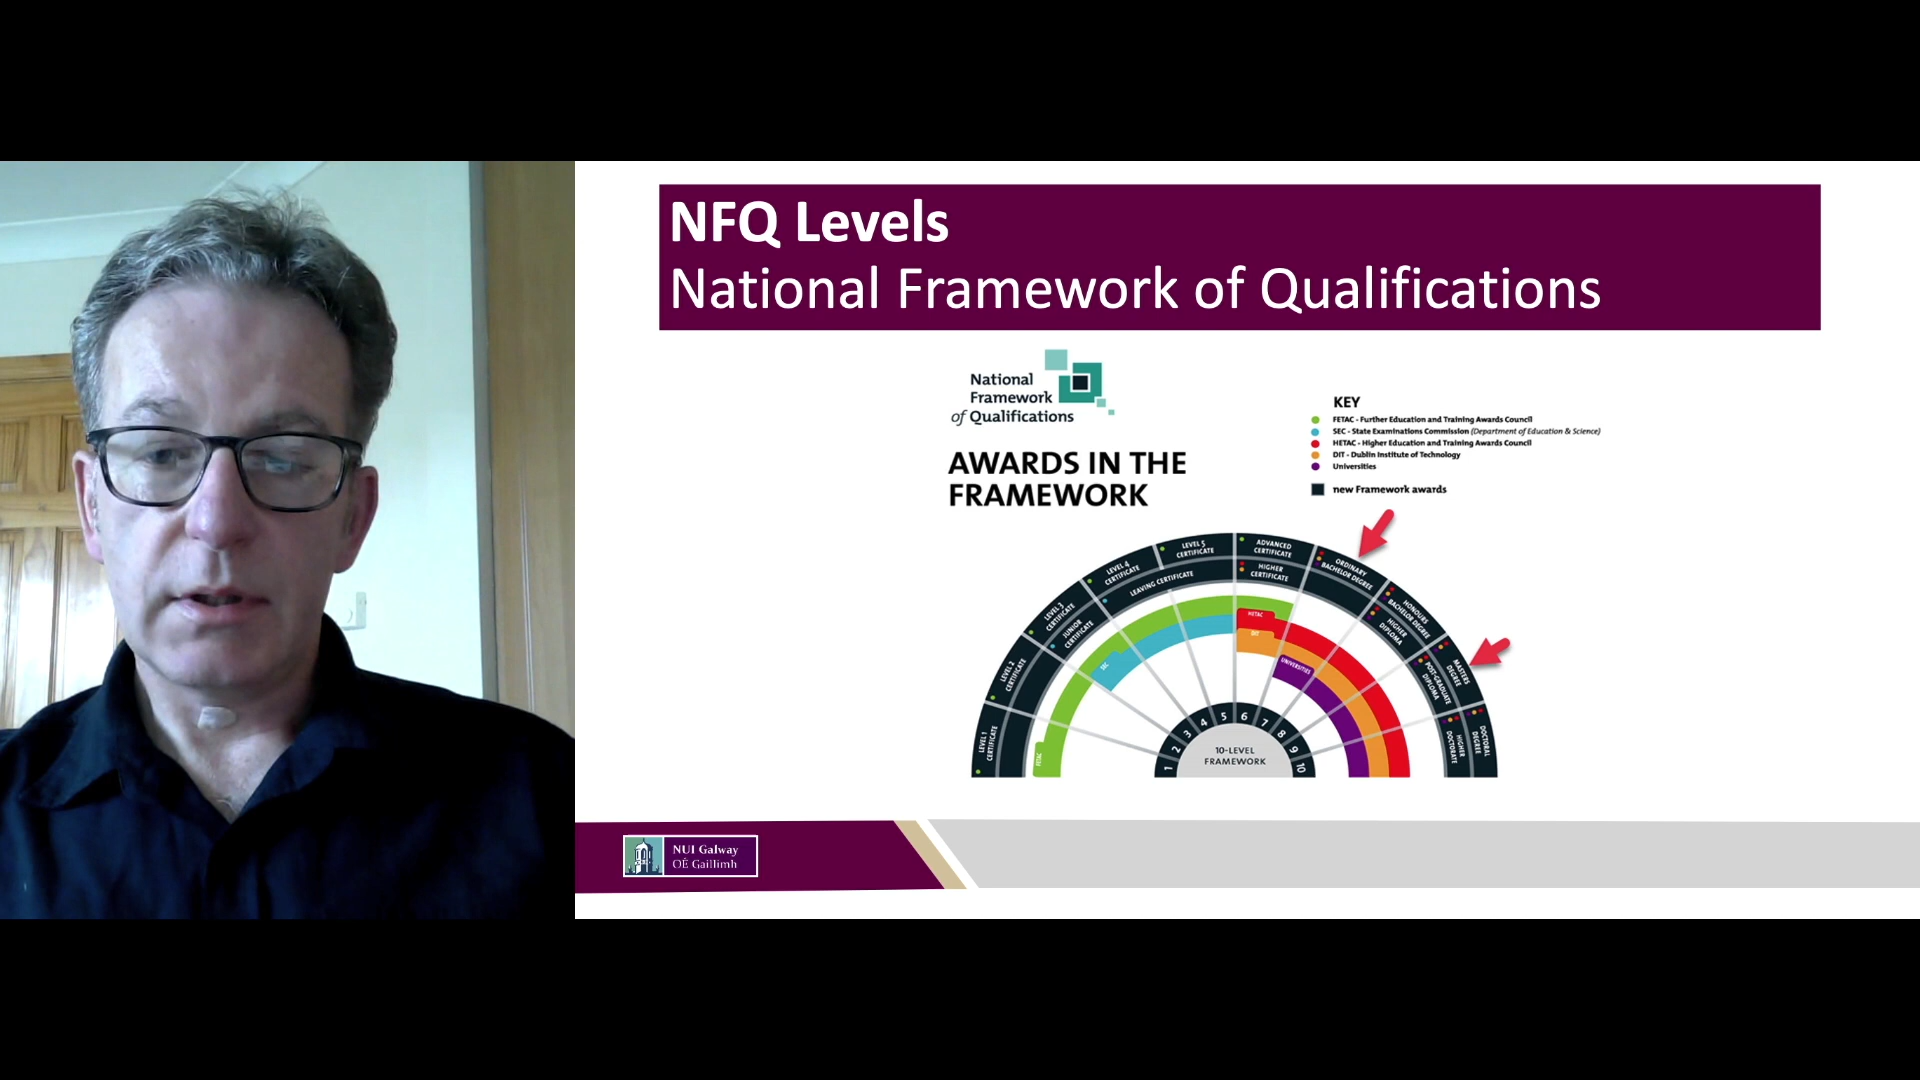 NFQ Levels
National Framework of Qualifications
National
Framework
of Qualifications
AWARDS IN THE
FRAMEWORK
KEY
FETAC - Further Education and Training Awards Council
SEC - State Examinations Commission (Department of Education & Science)
HETAC - Higher Education and Training Awards Council
DIT - Dublin Institute of Technology
Universities
new Framework awards
LEVEL 1
CERTIFICATE
LEVEL 2
CERTIFICATE
LEVEL 3
CERTIFICATE
JUNIOR
CERTIFICATE
LEVEL 4
CERTIFICATE
LEVEL 5
CERTIFICATE
LEAVING CERTIFICATE
ADVANCED
CERTIFICATE
HIGHER
CERTIFICATE
ORDINARY
BACHELOR DEGREE
HONOURS
BACHELOR DEGREE
HIGHER
DIPLOMA
MASTERS
DEGREE
POST-GRADUATE
DIPLOMA
DOCTORAL
DEGREE
HIGHER
DOCTORATE
FETAC
SEC
HETAC
DIT
UNIVERSITIES
1
2
3
4
5
6
7
8
9
10
10-LEVEL
FRAMEWORK
NUI Galway
OÉ Gaillimh